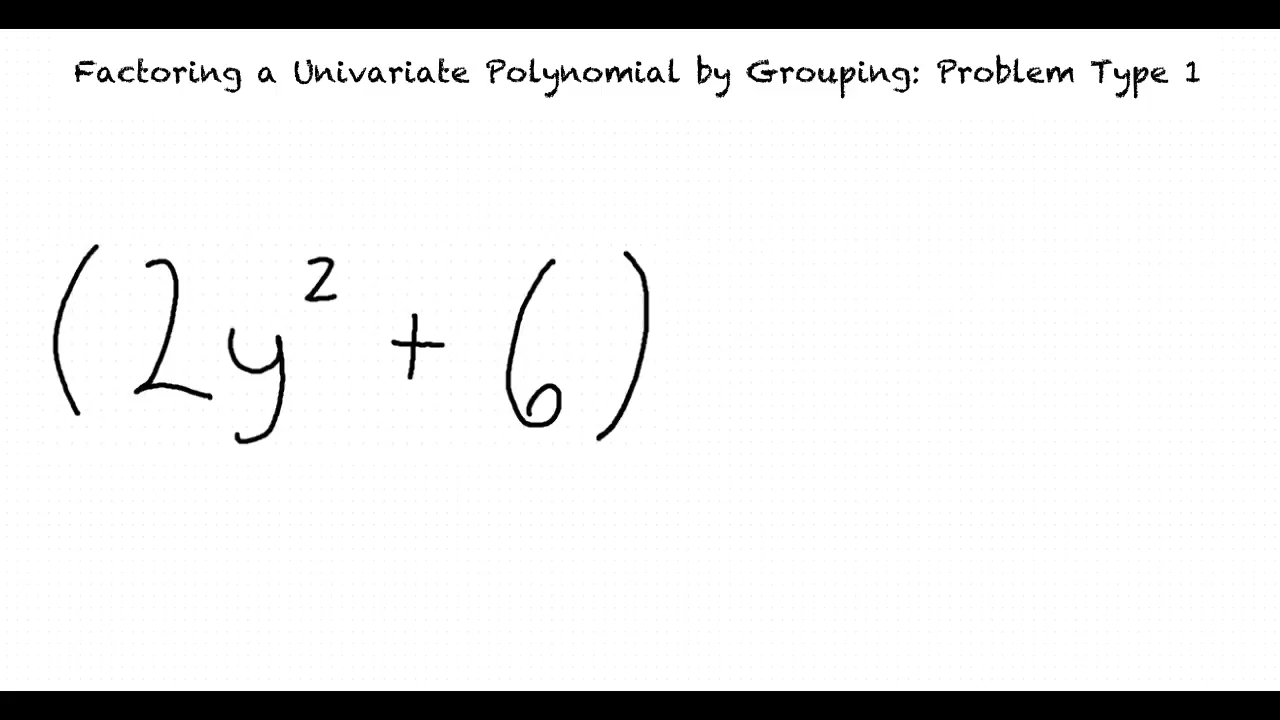 Factoring a Univariate Polynomial by Grouping: Problem Type 1
(2y² + 6)